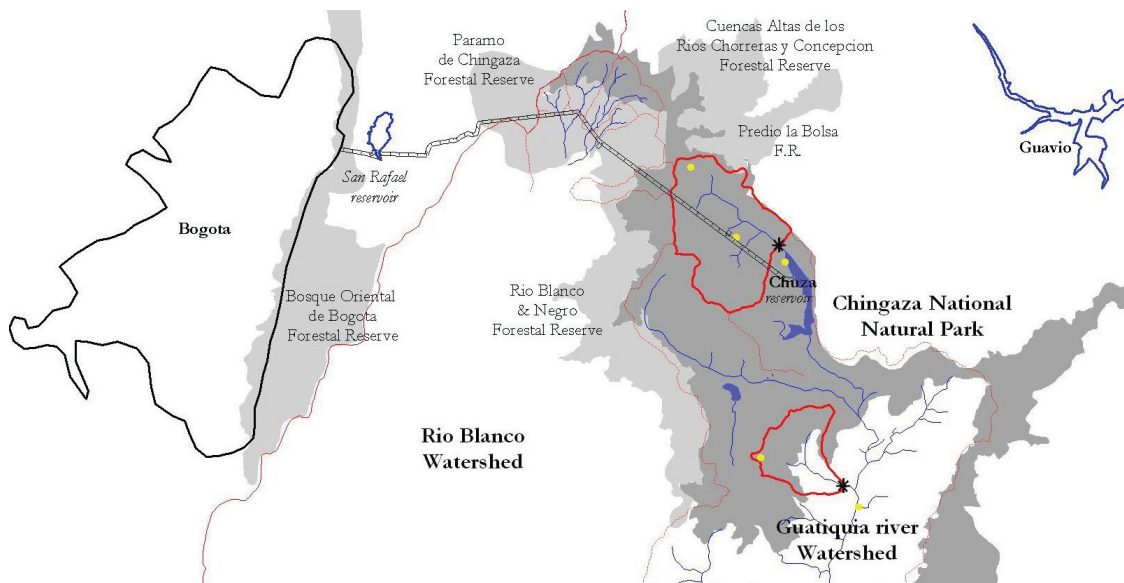 Cuencas Altas de los
Rios Chorreras y Concepcion
Forestal Reserve
Paramo
de Chingaza
Forestal Reserve
Predio la Bolsa
F.R.
Guavio
San Rafael
reservoir
Bogota
Chuza
reservoir
Rio Blanco
& Negro
Forestal Reserve
Bosque Oriental
de Bogota
Forestal Reserve
Chingaza National
Natural Park
Rio Blanco
Watershed
Guatiquia river
Watershed